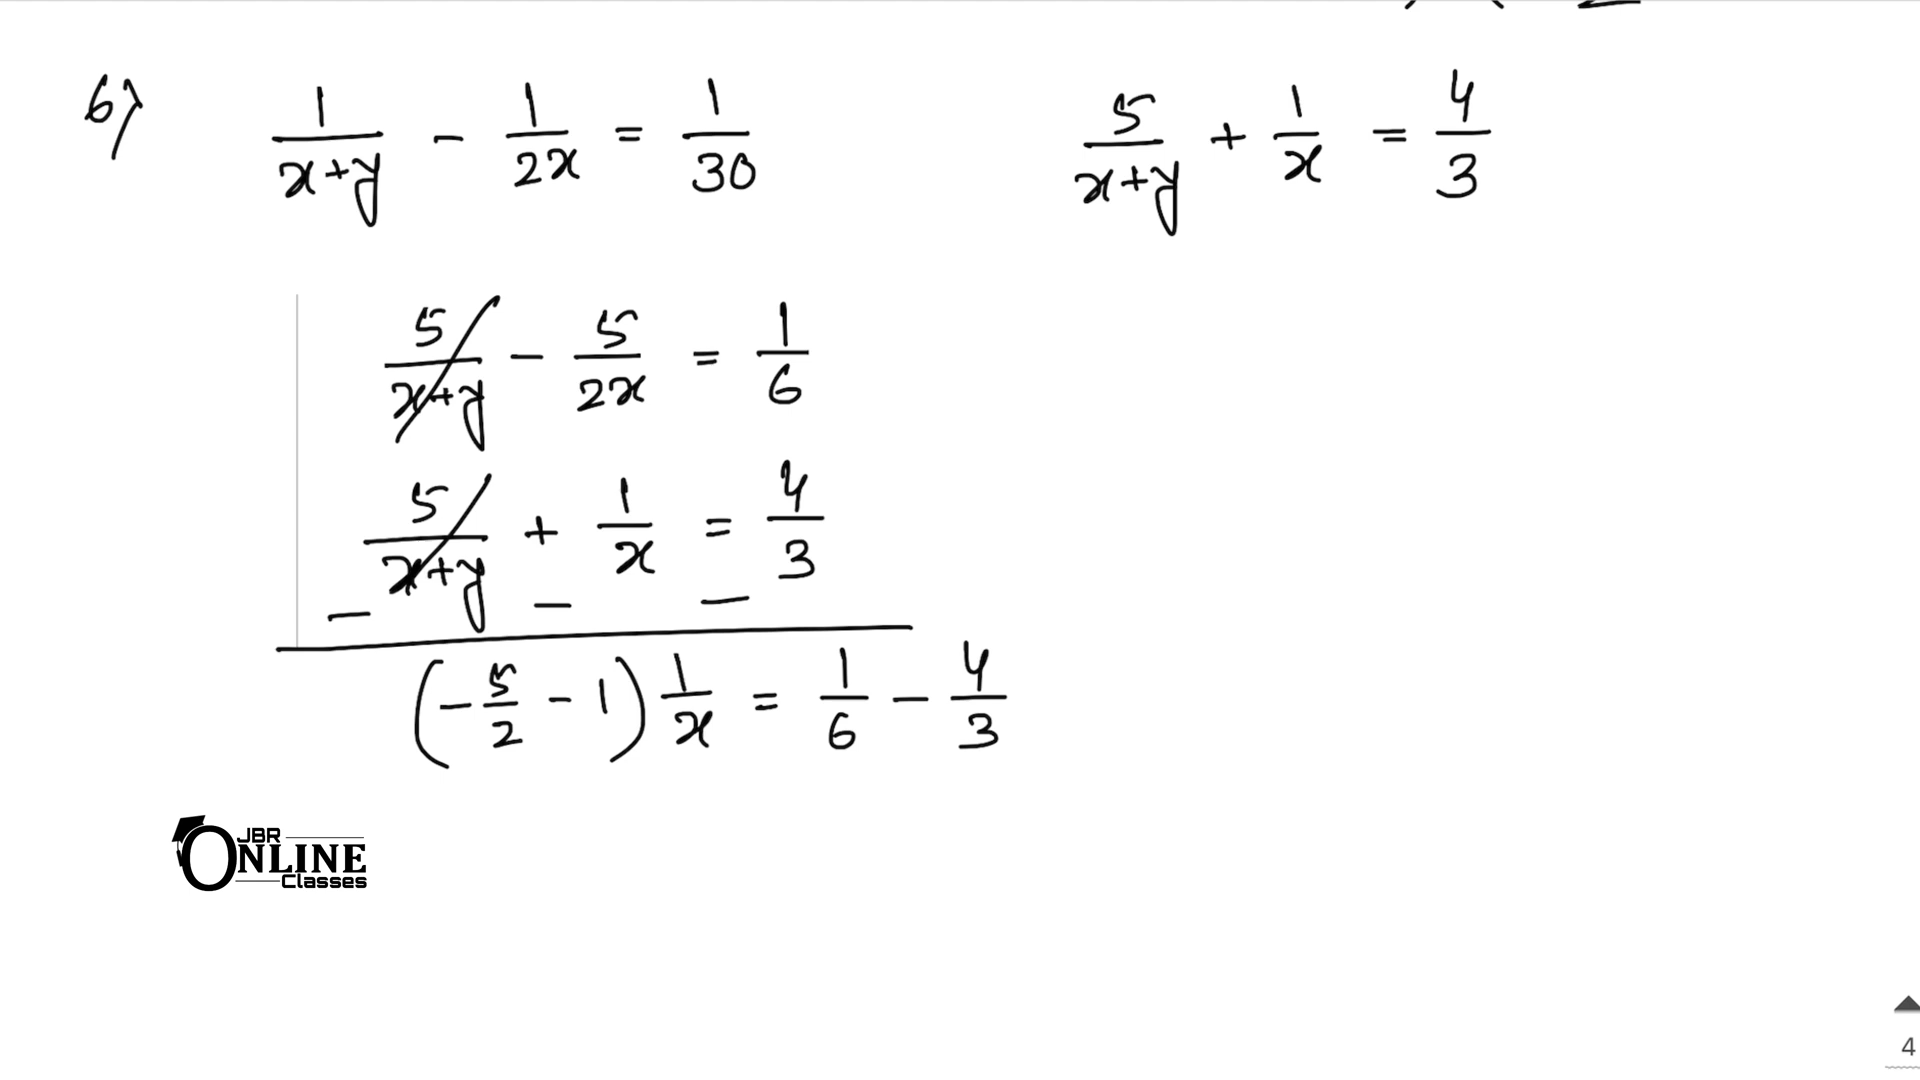 6) 1/(x+y) - 1/2x = 1/30 5/(x+y) + 1/x = 4/3
5/(x+y) - 5/2x = 1/6
5/(x+y) + 1/x = 4/3
- - -
(-5/2 - 1) 1/x = 1/6 - 4/3
JBR
ONLINE
Classes
4